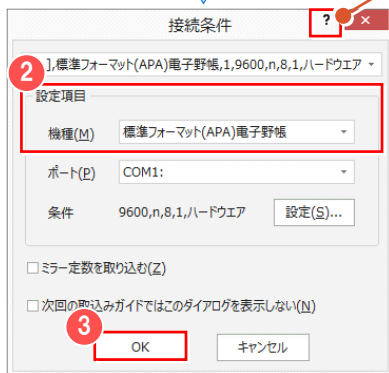 接続条件
?
×
2
],標準フォーマット(APA)電子野帳,1,9600,n,8,1,ハードウエア
設定項目
機種(M)
標準フォーマット(APA)電子野帳
ポート(P)
COM1:
条件
9600,n,8,1,ハードウエア
設定(S)...
ミラー定数を取り込む(Z)
次回の取込みガイドではこのダイアログを表示しない(N)
3
OK
キャンセル